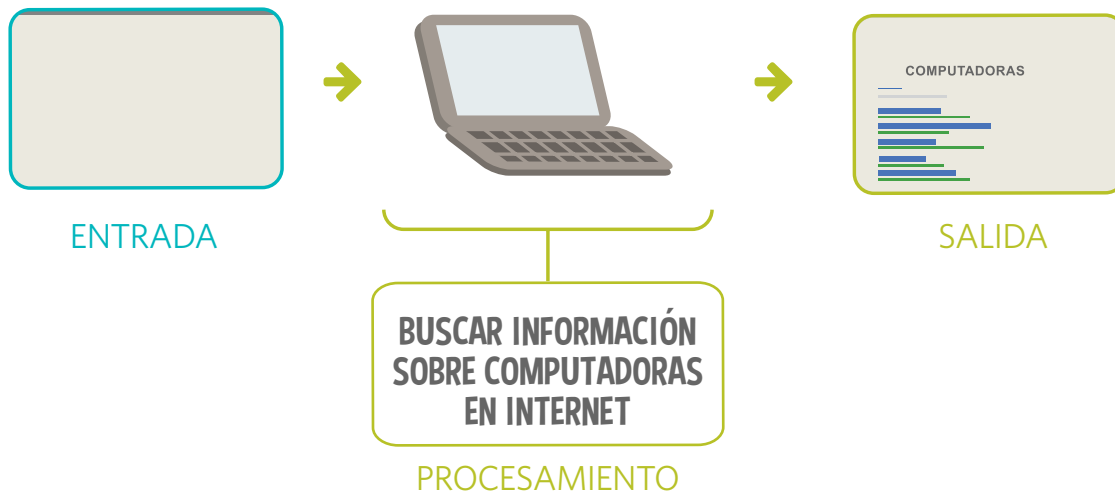 COMPUTADORAS
ENTRADA
SALIDA
BUSCAR INFORMACIÓN
SOBRE COMPUTADORAS
EN INTERNET
PROCESAMIENTO